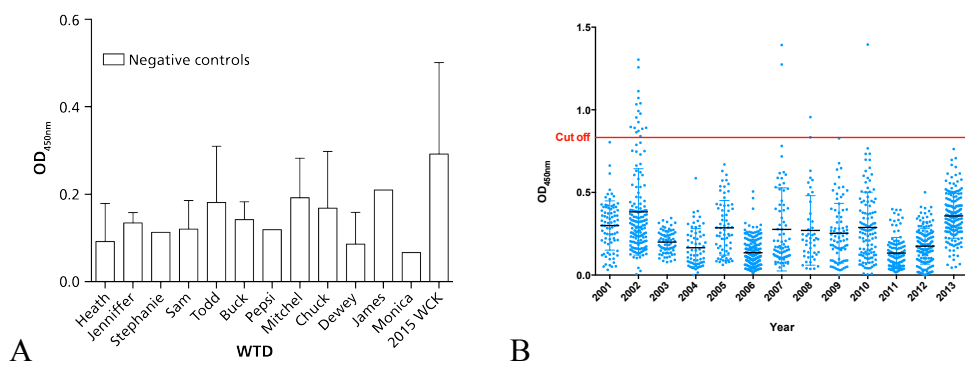 0.6
0.4
0.2
0.0
OD450nm
Negative controls
Heath
Jenniffer
Stephanie
Sam
Todd
Buck
Pepsi
Mitchel
Chuck
Dewey
James
Monica
2015 WCK
WTD
A
1.5
1.0
0.5
0.0
Cut off
OD450nm
2001
2002
2003
2004
2005
2006
2007
2008
2009
2010
2011
2012
2013
Year
B